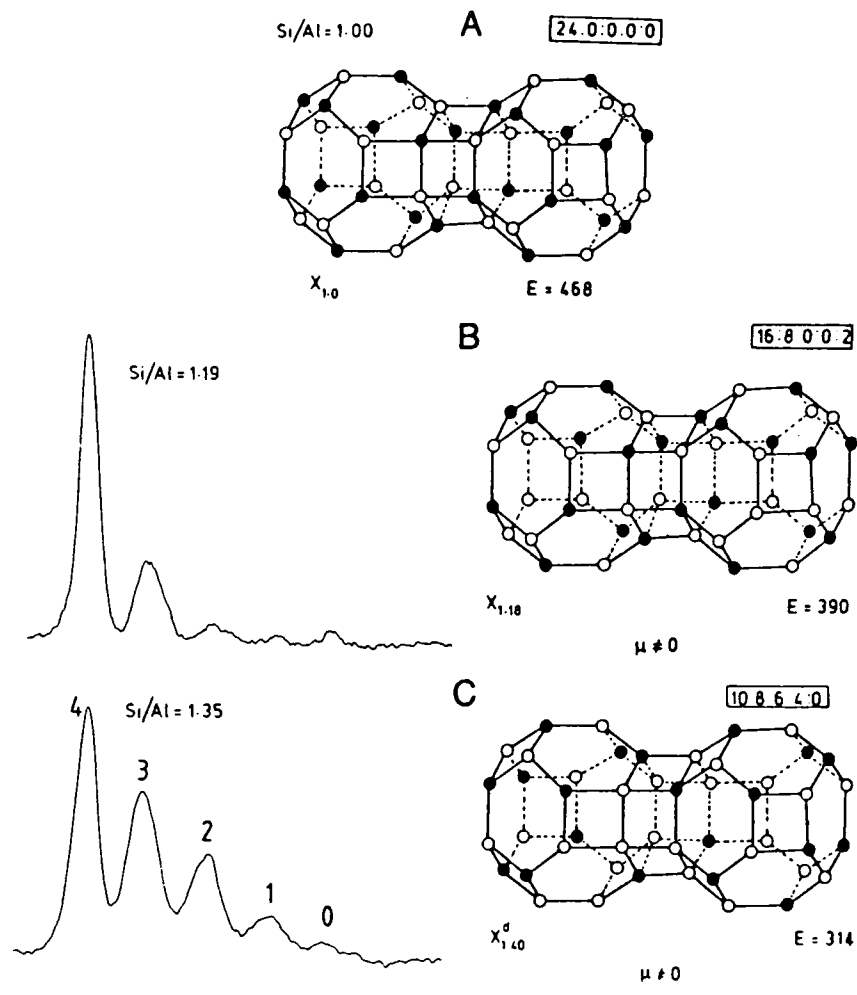 Si/Al=1·00 A 24:0:0:0:0
X1·0 E = 468
B 16:8 0:0:2
Si/Al = 1·19
X1·18 E = 390
μ ≠ 0
C 10 8 6 4:0
4 Si/Al = 1·35
3
2
1
0
X^d 1·40 E = 314
μ ≠ 0